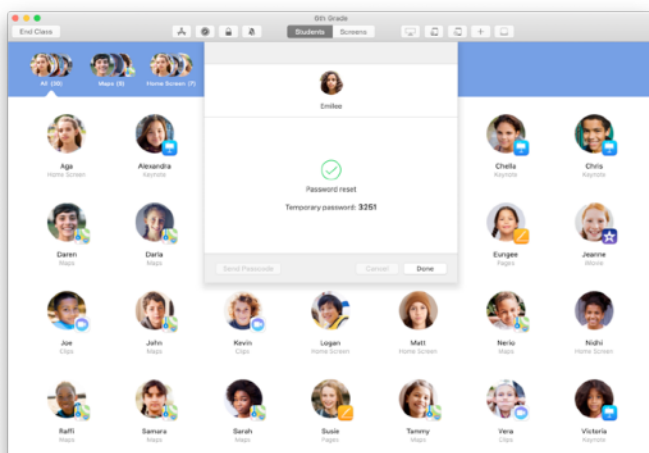 6th Grade
End Class
Students Screens
All (30) Maps (9) Home Screen (7)
Emilee
Password reset
Temporary password: 3251
Send Passcode Cancel Done
Aga Alexandra Chella Chris
Home Screen Keynote Keynote Keynote
Daren Daria Eungee Jeanne
Maps Maps Pages iMovie
Joe John Kevin Logan Matt Nerio Nidhi
Clips Maps Clips Home Screen Home Screen Maps Home Screen
Raffi Samara Sarah Susie Tammy Vera Victoria
Maps Maps Maps Pages Maps Clips Keynote